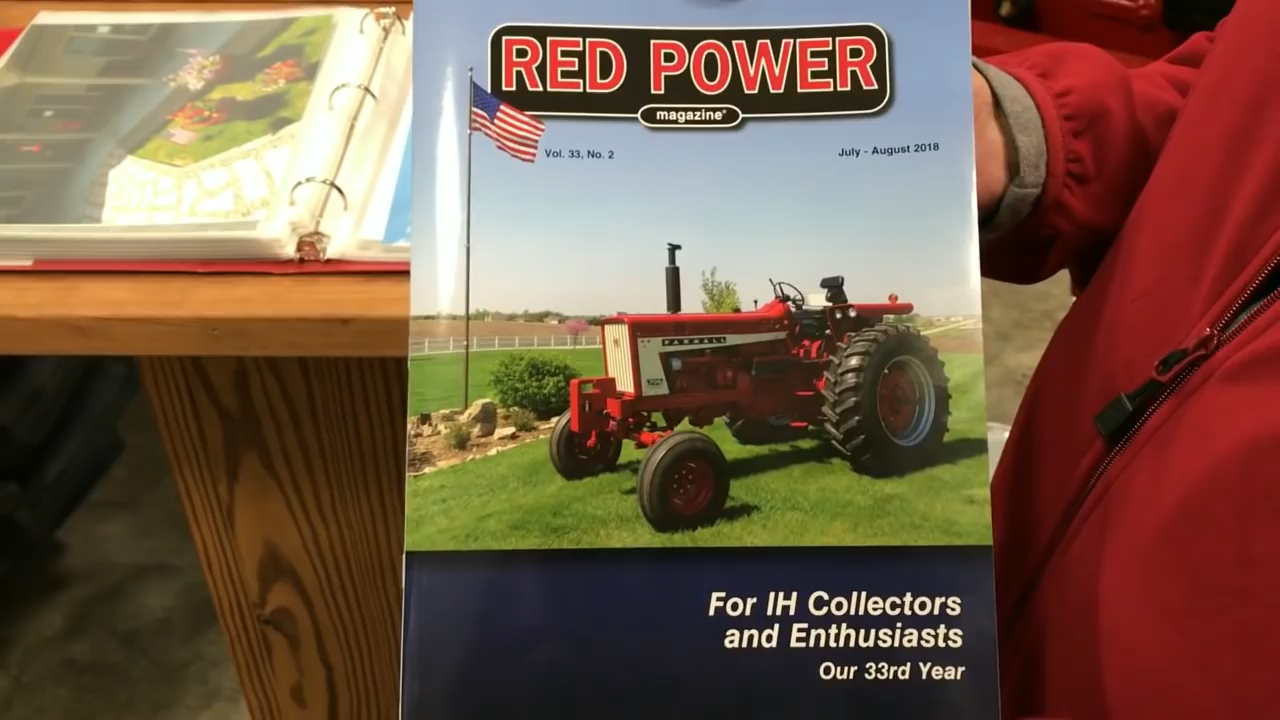 RED POWER
magazine®
Vol. 33, No. 2
July - August 2018
FARMALL
706
For IH Collectors
and Enthusiasts
Our 33rd Year